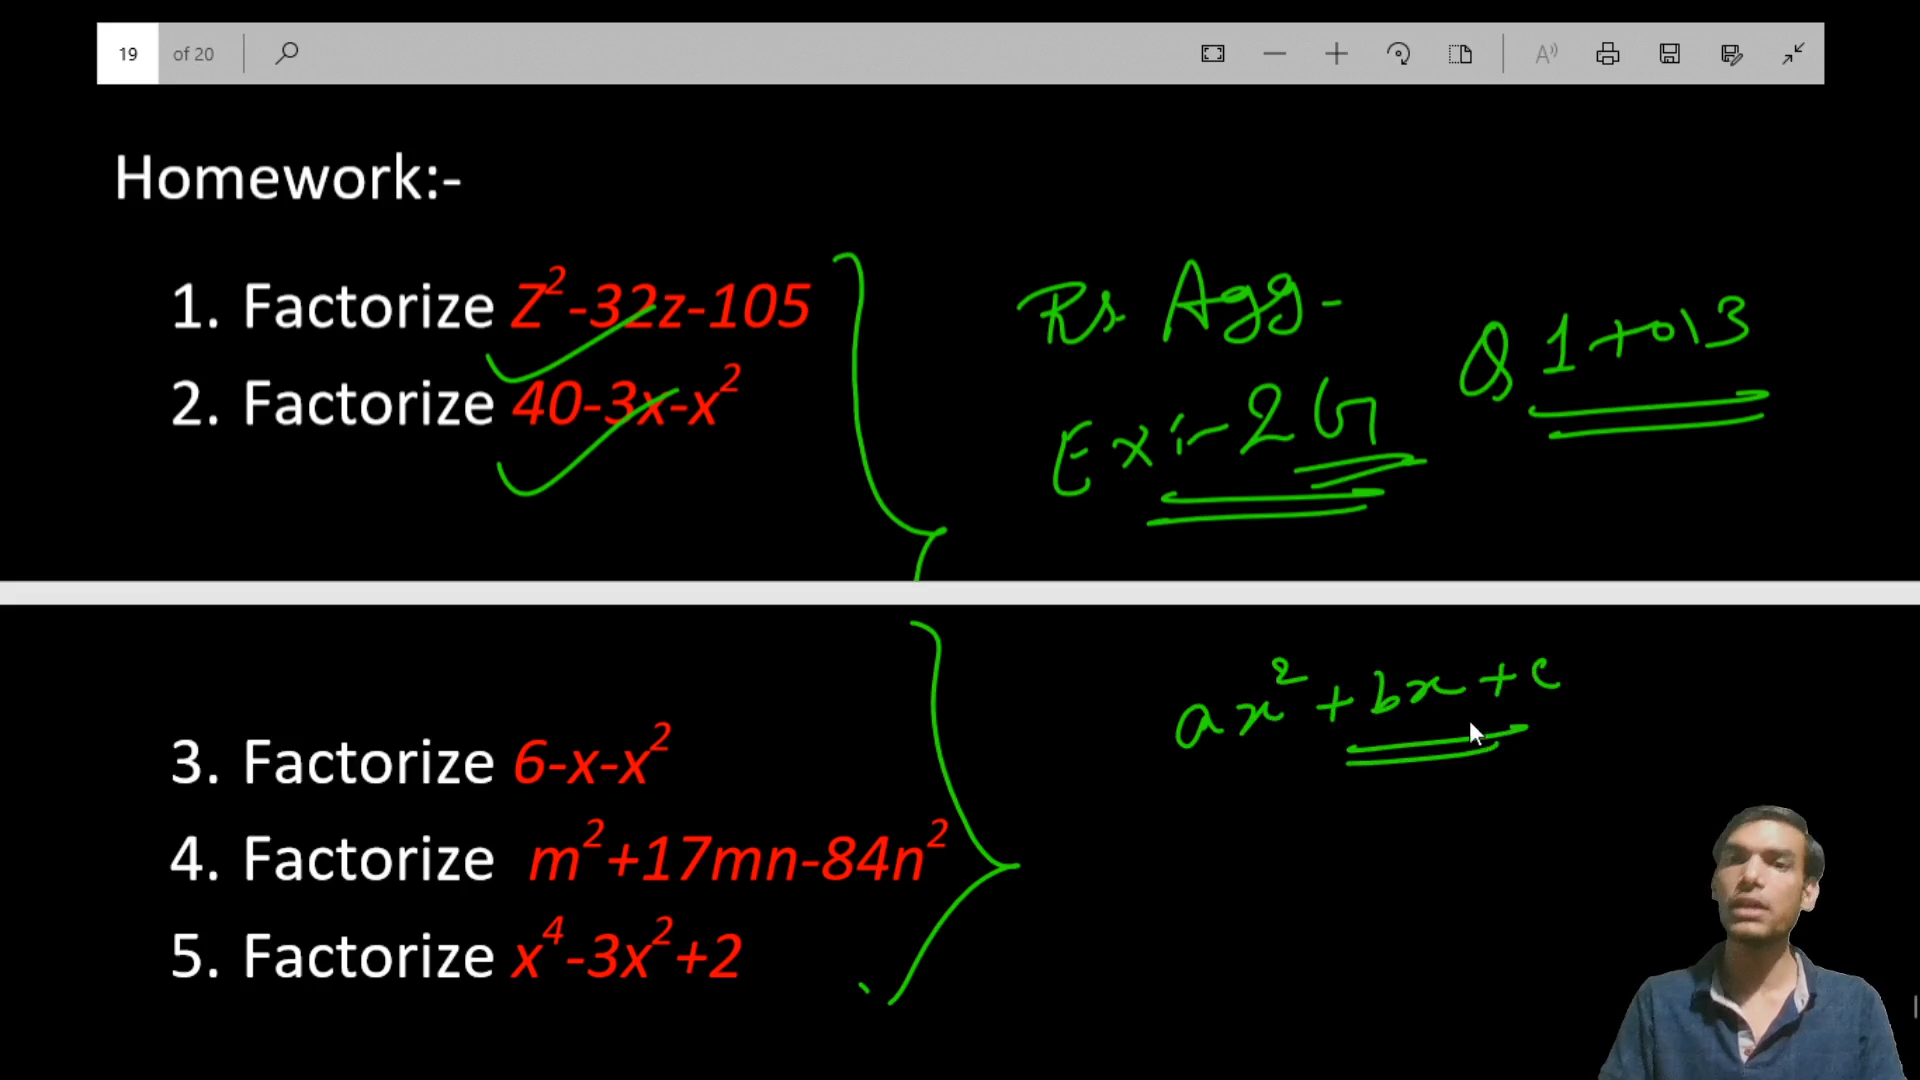 19 of 20
Homework:-
1. Factorize Z²-32z-105
2. Factorize 40-3x-x²
Rs Agg-
Ex:-2G
Q 1 to 13
3. Factorize 6-x-x²
4. Factorize m²+17mn-84n²
5. Factorize x⁴-3x²+2
ax²+bx+c